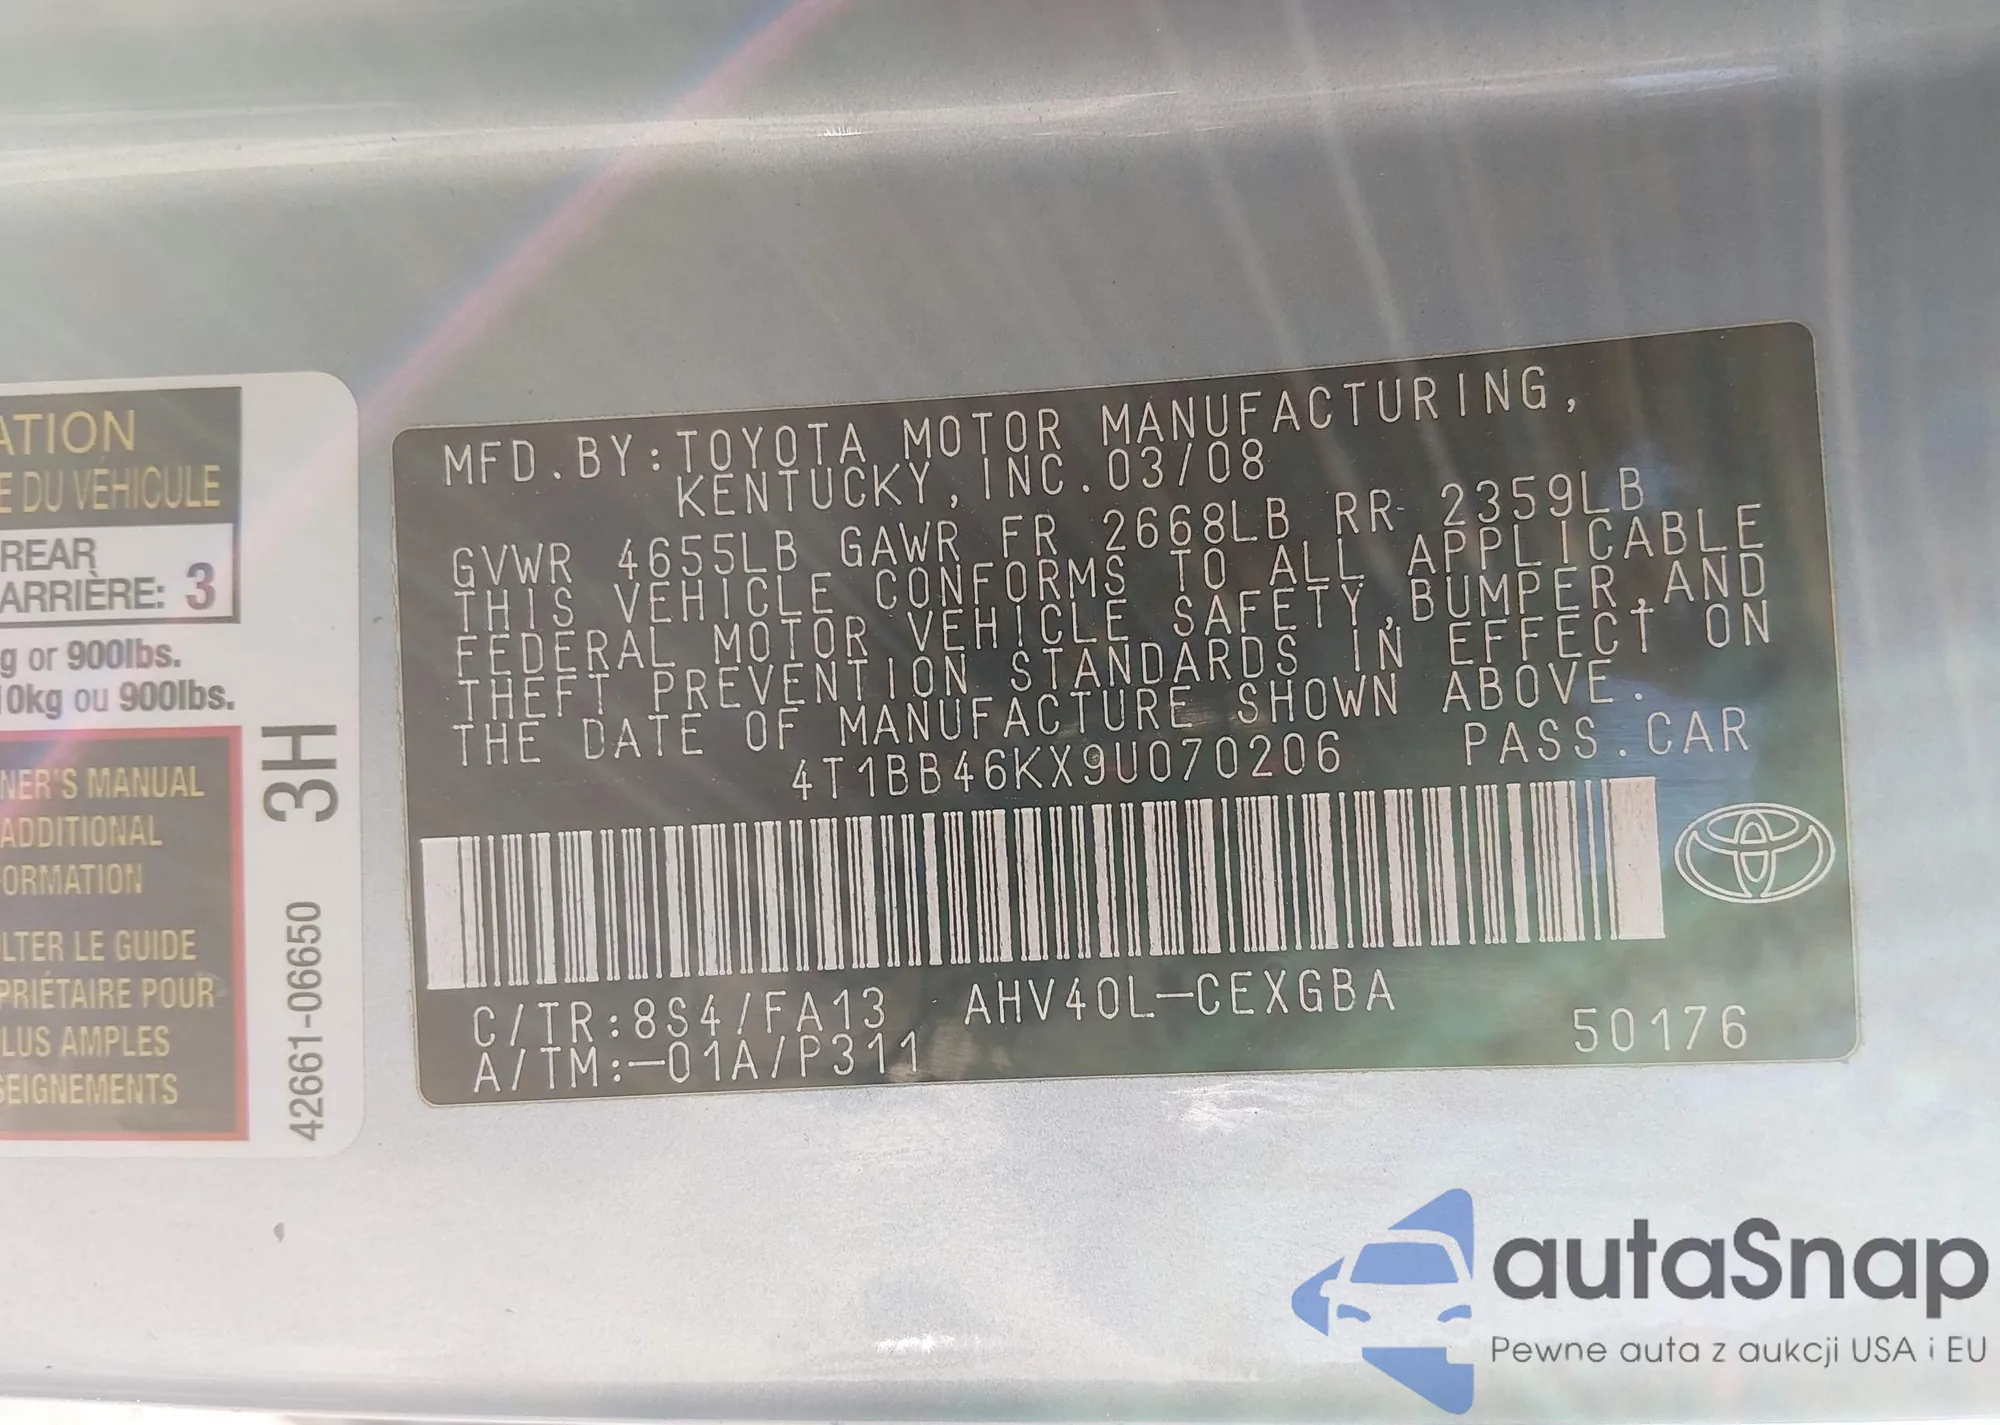 ATION
E DU VÉHICULE
REAR
ARRIÈRE: 3
g or 900lbs.
10kg ou 900lbs.
NER'S MANUAL
ADDITIONAL
ORMATION
LTER LE GUIDE
PRIÉTAIRE POUR
LUS AMPLES
SEIGNEMENTS
3H
42661-06650
MFD.BY:TOYOTA MOTOR MANUFACTURING,
KENTUCKY, INC. 03/08
GVWR 4655LB GAWR FR 2668LB RR 2359LB
THIS VEHICLE CONFORMS TO ALL APPLICABLE
FEDERAL MOTOR VEHICLE SAFETY,BUMPER,AND
THEFT PREVENTION STANDARDS IN EFFECT ON
THE DATE OF MANUFACTURE SHOWN ABOVE.
4T1BB46KX9U070206 PASS.CAR
C/TR:8S4/FA13 AHV40L-CEXGBA
A/TM:-01A/P311 50176
autaSnap
Pewne auta z aukcji USA i EU